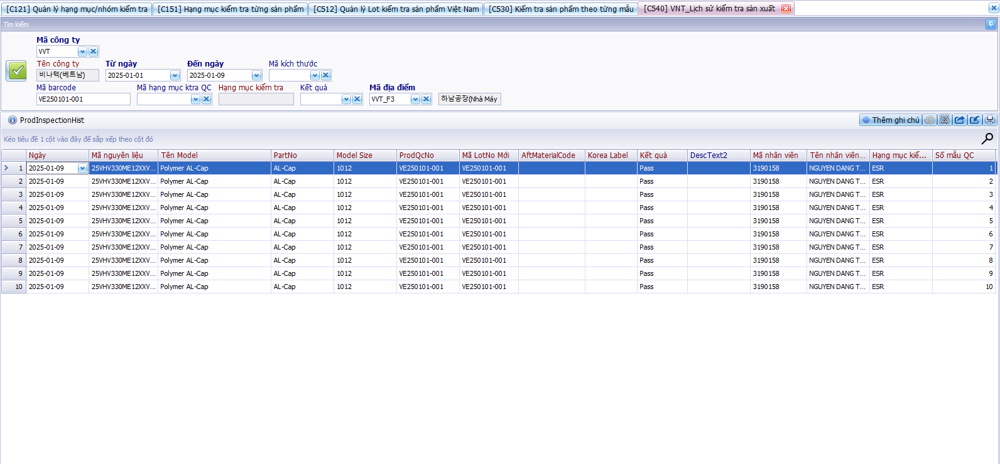 [C121] Quản lý hạng mục/nhóm kiểm tra [C151] Hạng mục kiểm tra từng sản phẩm [C512] Quản lý Lot kiểm tra sản phẩm Việt Nam [C530] Kiểm tra sản phẩm theo từng mẫu [C540] VNT_Lịch sử kiểm tra sản xuất
Tìm kiếm
Mã công ty
VVT
Tên công ty Từ ngày Đến ngày Mã kích thước
비나텍(베트남) 2025-01-01 2025-01-09
Mã barcode Mã hạng mục ktra QC Hạng mục kiểm tra Kết quả Mã địa điểm
VE250101-001 VVT_F3 하남공장(Nhà Máy
ProdInspectionHist Thêm ghi chú
Kéo tiêu đề 1 cột vào đây để sắp xếp theo cột đó
Ngày Mã nguyên liệu Tên Model PartNo Model Size ProdQcNo Mã LotNo Mới AftMaterialCode Korea Label Kết quả DescText2 Mã nhân viên Tên nhân viên... Hạng mục kiể... Số mẫu QC
1 2025-01-09 25VHV330ME12XXV... Polymer AL-Cap AL-Cap 1012 VE250101-001 VE250101-001 Pass 3190158 NGUYEN DANG T... ESR 1
2 2025-01-09 25VHV330ME12XXV... Polymer AL-Cap AL-Cap 1012 VE250101-001 VE250101-001 Pass 3190158 NGUYEN DANG T... ESR 2
3 2025-01-09 25VHV330ME12XXV... Polymer AL-Cap AL-Cap 1012 VE250101-001 VE250101-001 Pass 3190158 NGUYEN DANG T... ESR 3
4 2025-01-09 25VHV330ME12XXV... Polymer AL-Cap AL-Cap 1012 VE250101-001 VE250101-001 Pass 3190158 NGUYEN DANG T... ESR 4
5 2025-01-09 25VHV330ME12XXV... Polymer AL-Cap AL-Cap 1012 VE250101-001 VE250101-001 Pass 3190158 NGUYEN DANG T... ESR 5
6 2025-01-09 25VHV330ME12XXV... Polymer AL-Cap AL-Cap 1012 VE250101-001 VE250101-001 Pass 3190158 NGUYEN DANG T... ESR 6
7 2025-01-09 25VHV330ME12XXV... Polymer AL-Cap AL-Cap 1012 VE250101-001 VE250101-001 Pass 3190158 NGUYEN DANG T... ESR 7
8 2025-01-09 25VHV330ME12XXV... Polymer AL-Cap AL-Cap 1012 VE250101-001 VE250101-001 Pass 3190158 NGUYEN DANG T... ESR 8
9 2025-01-09 25VHV330ME12XXV... Polymer AL-Cap AL-Cap 1012 VE250101-001 VE250101-001 Pass 3190158 NGUYEN DANG T... ESR 9
10 2025-01-09 25VHV330ME12XXV... Polymer AL-Cap AL-Cap 1012 VE250101-001 VE250101-001 Pass 3190158 NGUYEN DANG T... ESR 10